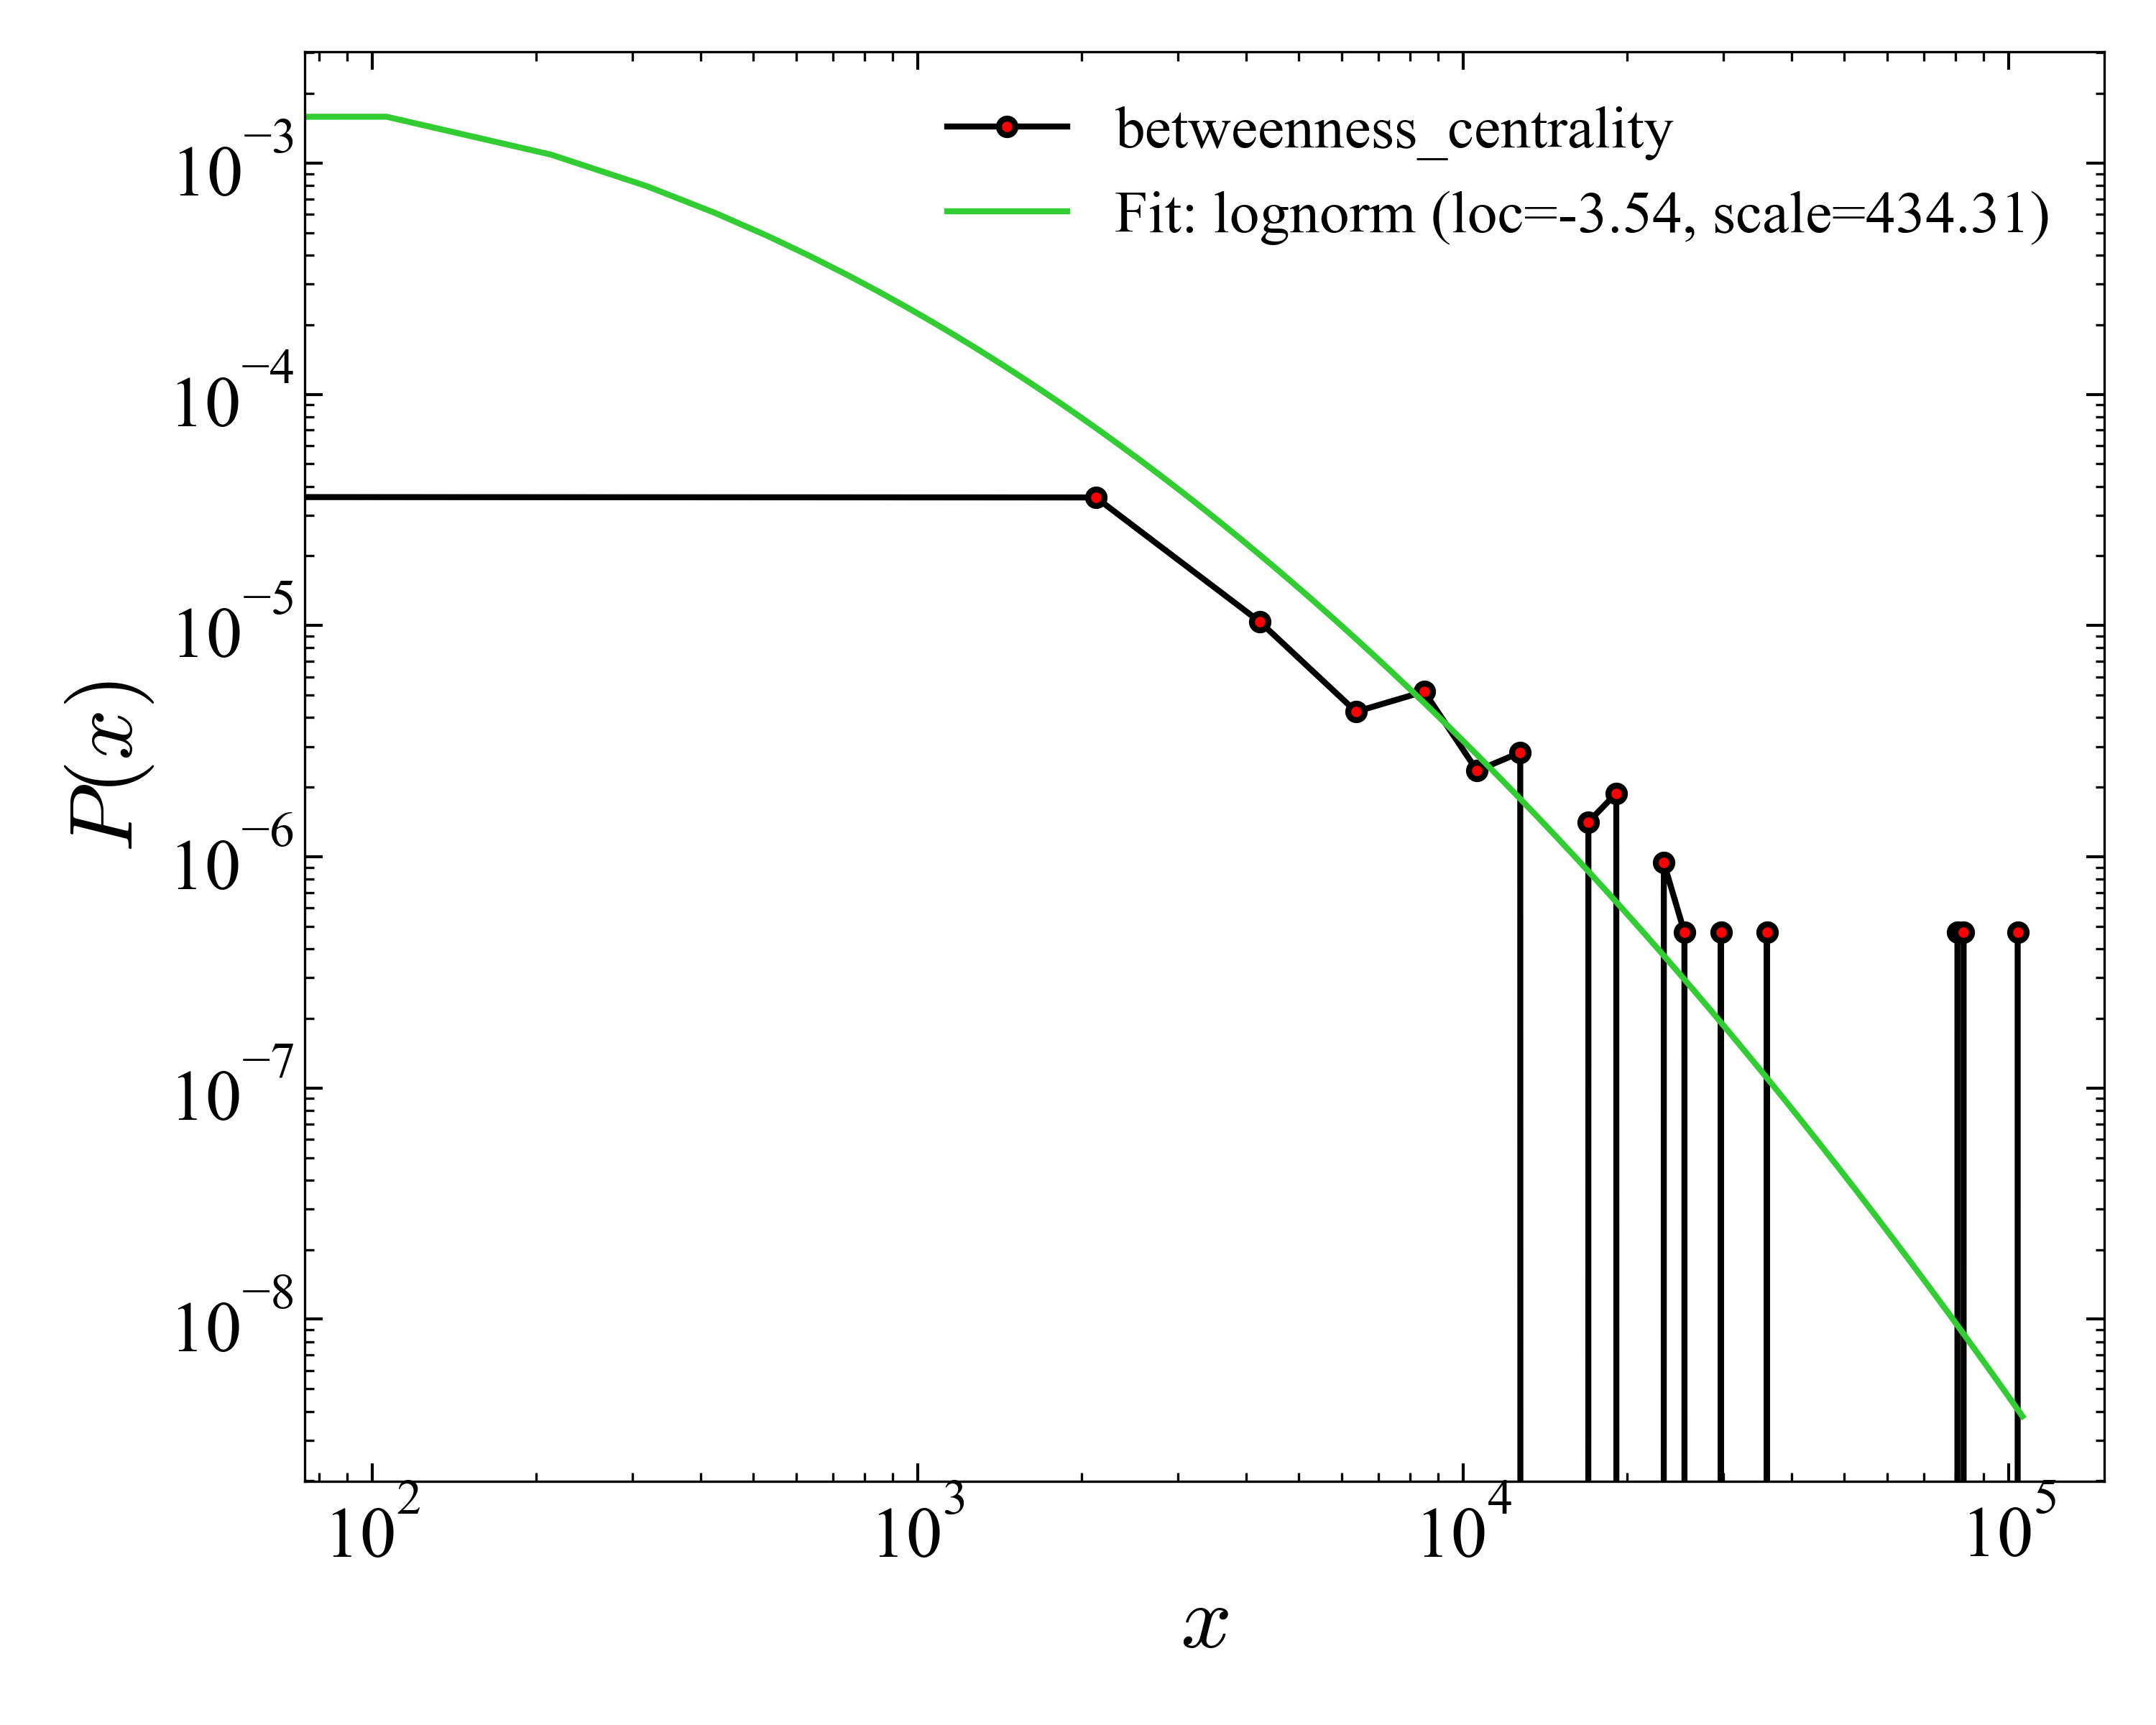 betweenness_centrality
Fit: lognorm (loc=-3.54, scale=434.31)
P(x)
10^−3
10^−4
10^−5
10^−6
10^−7
10^−8
10^2 10^3 10^4 10^5
x